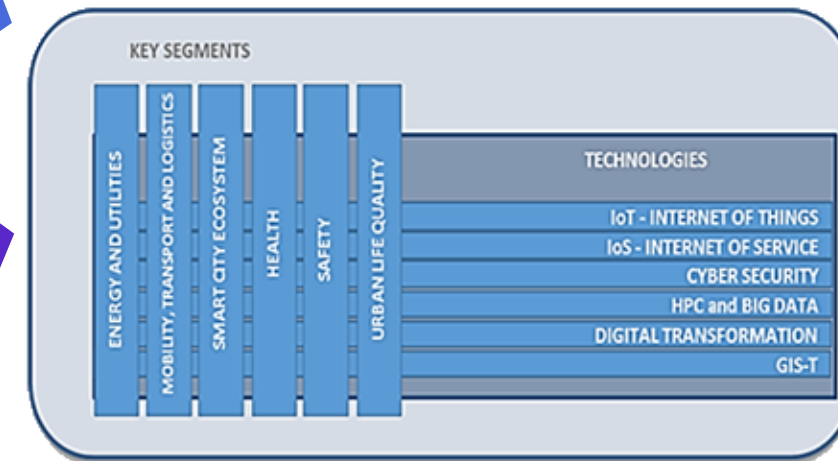 KEY SEGMENTS
ENERGY AND UTILITIES
MOBILITY, TRANSPORT AND LOGISTICS
SMART CITY ECOSYSTEM
HEALTH
SAFETY
URBAN LIFE QUALITY
TECHNOLOGIES
IoT - INTERNET OF THINGS
IoS - INTERNET OF SERVICE
CYBER SECURITY
HPC and BIG DATA
DIGITAL TRANSFORMATION
GIS-T